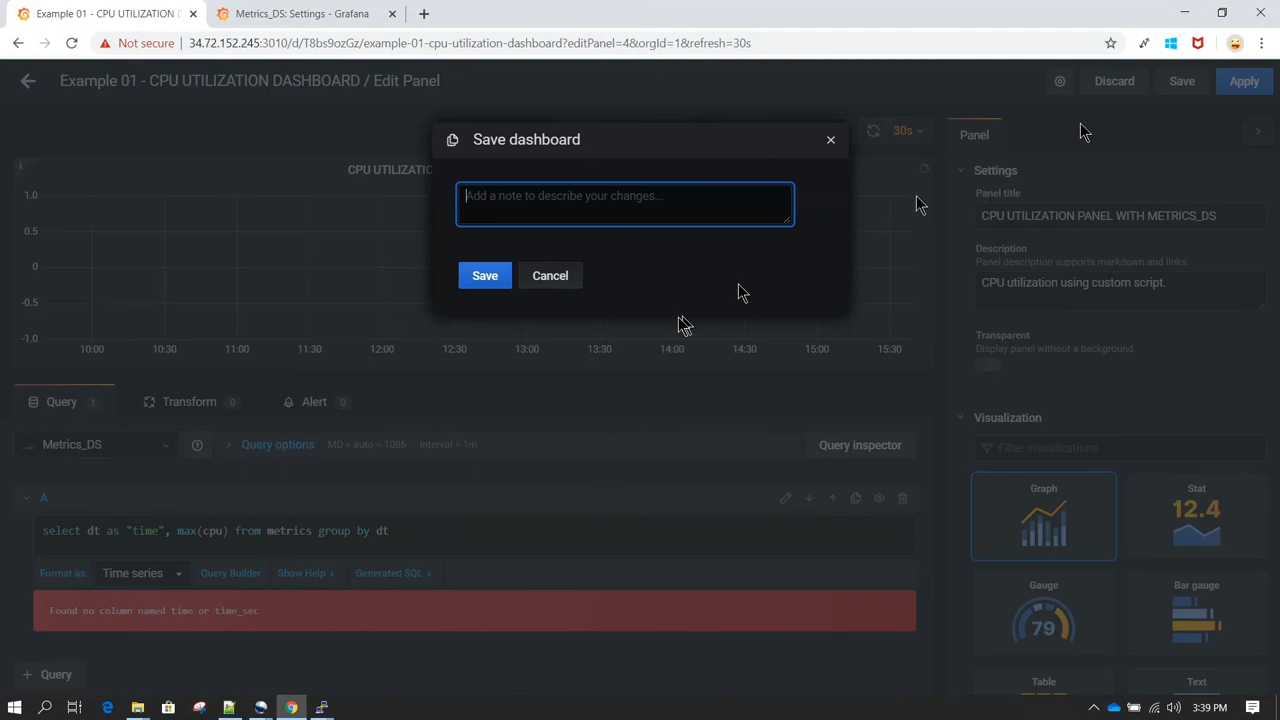 Example 01 - CPU UTILIZATION D
Metrics_DS: Settings - Grafana
Not secure
34.72.152.245:3010/d/T8bs9ozGz/example-01-cpu-utilization-dashboard?editPanel=4&orgId=1&refresh=30s
Example 01 - CPU UTILIZATION DASHBOARD / Edit Panel
Discard
Save
Apply
Save dashboard
Add a note to describe your changes...
Save
Cancel
30s
CPU UTILIZATIO
1.0
0.5
0
-0.5
-1.0
10:00 10:30 11:00 11:30 12:00 12:30 13:00 13:30 14:00 14:30 15:00 15:30
Query 1
Transform 0
Alert 0
Metrics_DS
Query options
MD = auto = 1086
Interval = 1m
Query inspector
A
select dt as "time", max(cpu) from metrics group by dt
Format as
Time series
Query Builder
Show Help
Generated SQL
Found no column named time or time_sec
+ Query
Panel
Settings
Panel title
CPU UTILIZATION PANEL WITH METRICS_DS
Description
Panel description supports markdown and links.
CPU utilization using custom script.
Transparent
Display panel without a background.
Visualization
Filter visualizations
Graph
Stat
12.4
Gauge
79
Bar gauge
Table
Text
3:39 PM